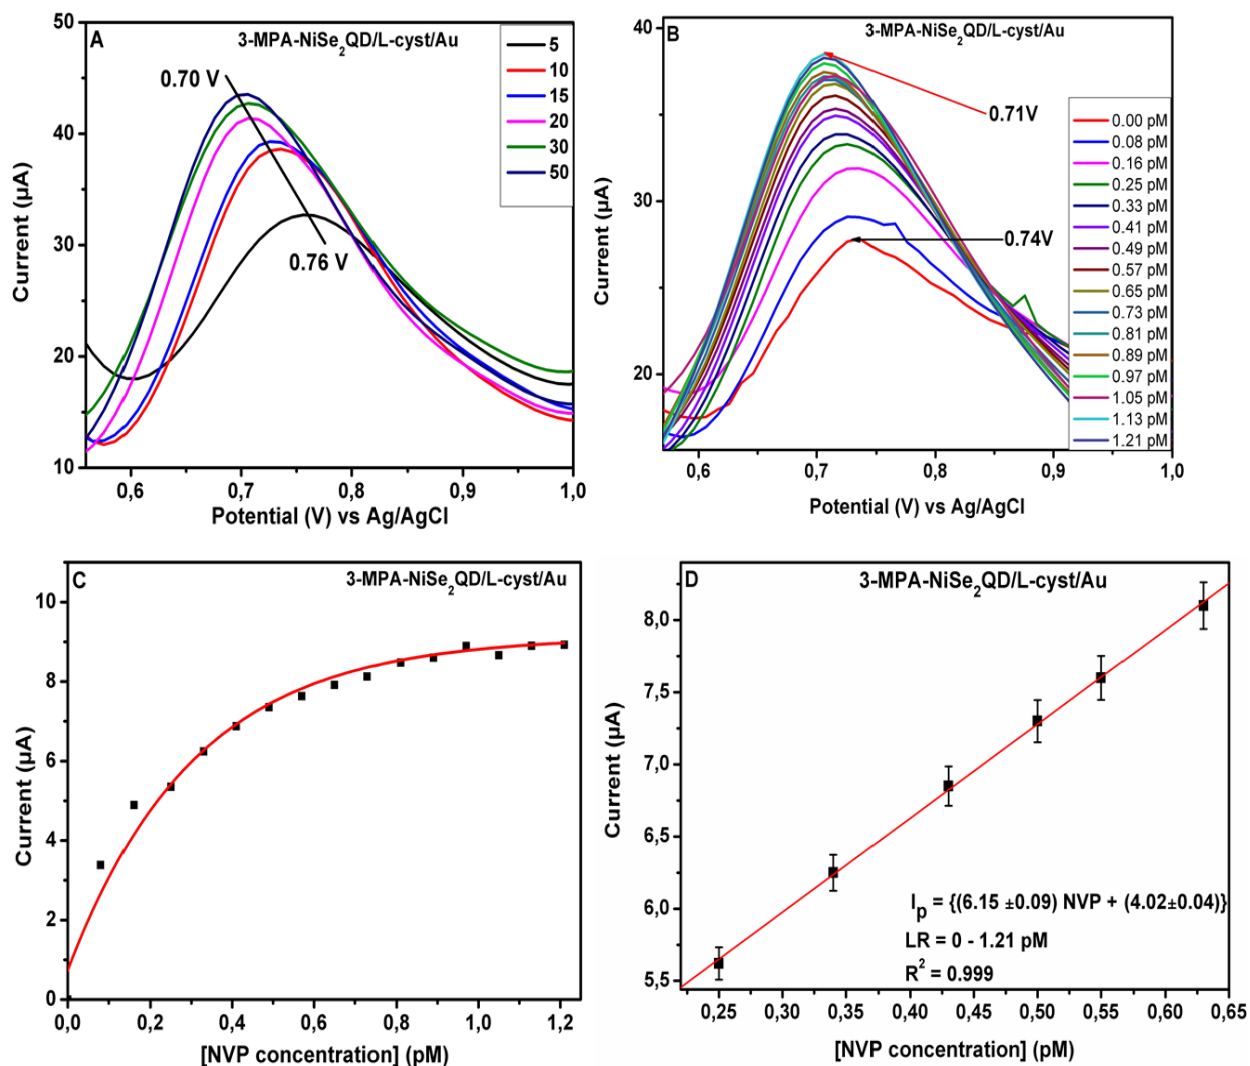 A
3-MPA-NiSe2QD/L-cyst/Au
5
10
15
20
30
50
0.70 V
0.76 V
50
40
30
20
10
0,6
0,7
0,8
0,9
1,0
Current (µA)
Potential (V) vs Ag/AgCl
B
3-MPA-NiSe2QD/L-cyst/Au
0.71V
0.74V
0.00 pM
0.08 pM
0.16 pM
0.25 pM
0.33 pM
0.41 pM
0.49 pM
0.57 pM
0.65 pM
0.73 pM
0.81 pM
0.89 pM
0.97 pM
1.05 pM
1.13 pM
1.21 pM
40
30
20
0,6
0,7
0,8
0,9
1,0
Current (µA)
Potential (V) vs Ag/AgCl
C
3-MPA-NiSe2QD/L-cyst/Au
10
8
6
4
2
0
0,0
0,2
0,4
0,6
0,8
1,0
1,2
Current (µA)
[NVP concentration] (pM)
D
3-MPA-NiSe2QD/L-cyst/Au
8,0
7,5
7,0
6,5
6,0
5,5
0,25
0,30
0,35
0,40
0,45
0,50
0,55
0,60
0,65
Current (µA)
[NVP concentration] (pM)
Ip = {(6.15 ±0.09) NVP + (4.02±0.04)}
LR = 0 - 1.21 pM
R2 = 0.999